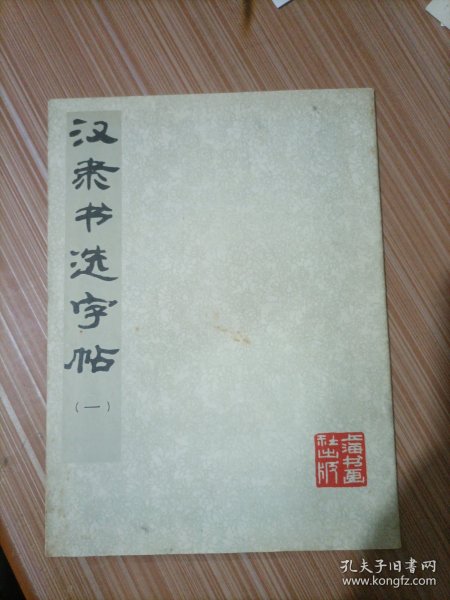 汉隶书选字帖
（一）
上海书画
社出版
孔夫子旧书网
www.kongfz.com